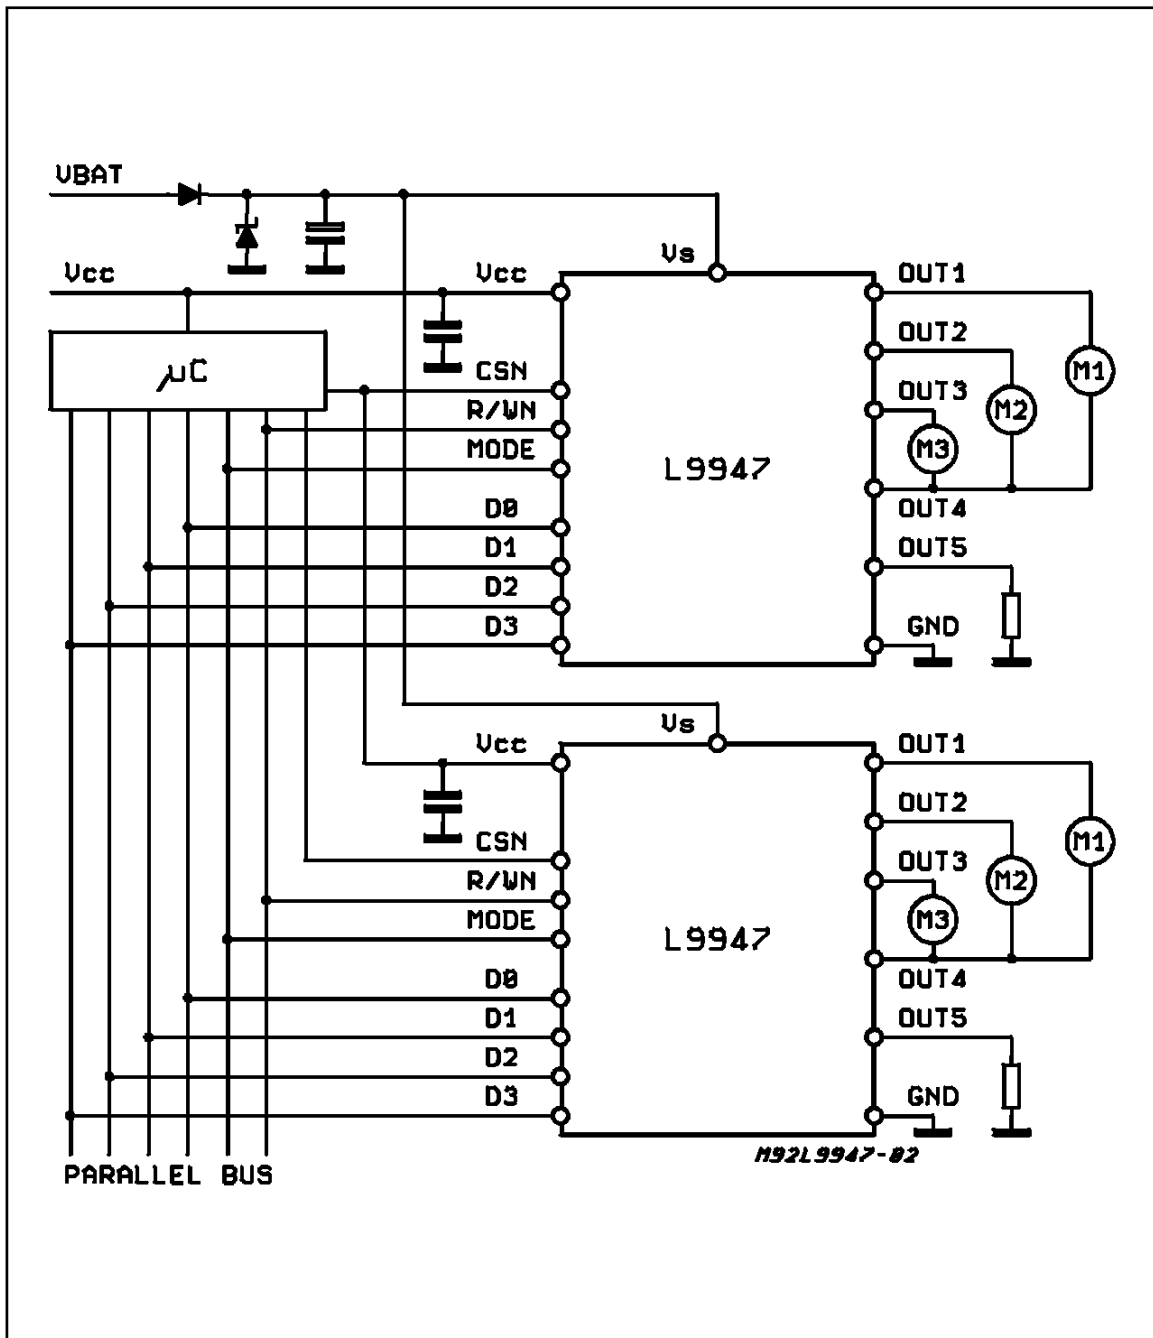 VBAT
Vs
Vcc
Vcc
OUT1
µC
CSN
R/WN
MODE
D0
D1
D2
D3
L9947
OUT2
OUT3
M1
M2
M3
OUT4
OUT5
GND
Vs
Vcc
CSN
R/WN
MODE
D0
D1
D2
D3
L9947
OUT1
OUT2
OUT3
M1
M2
M3
OUT4
OUT5
GND
M92L9947-02
PARALLEL BUS